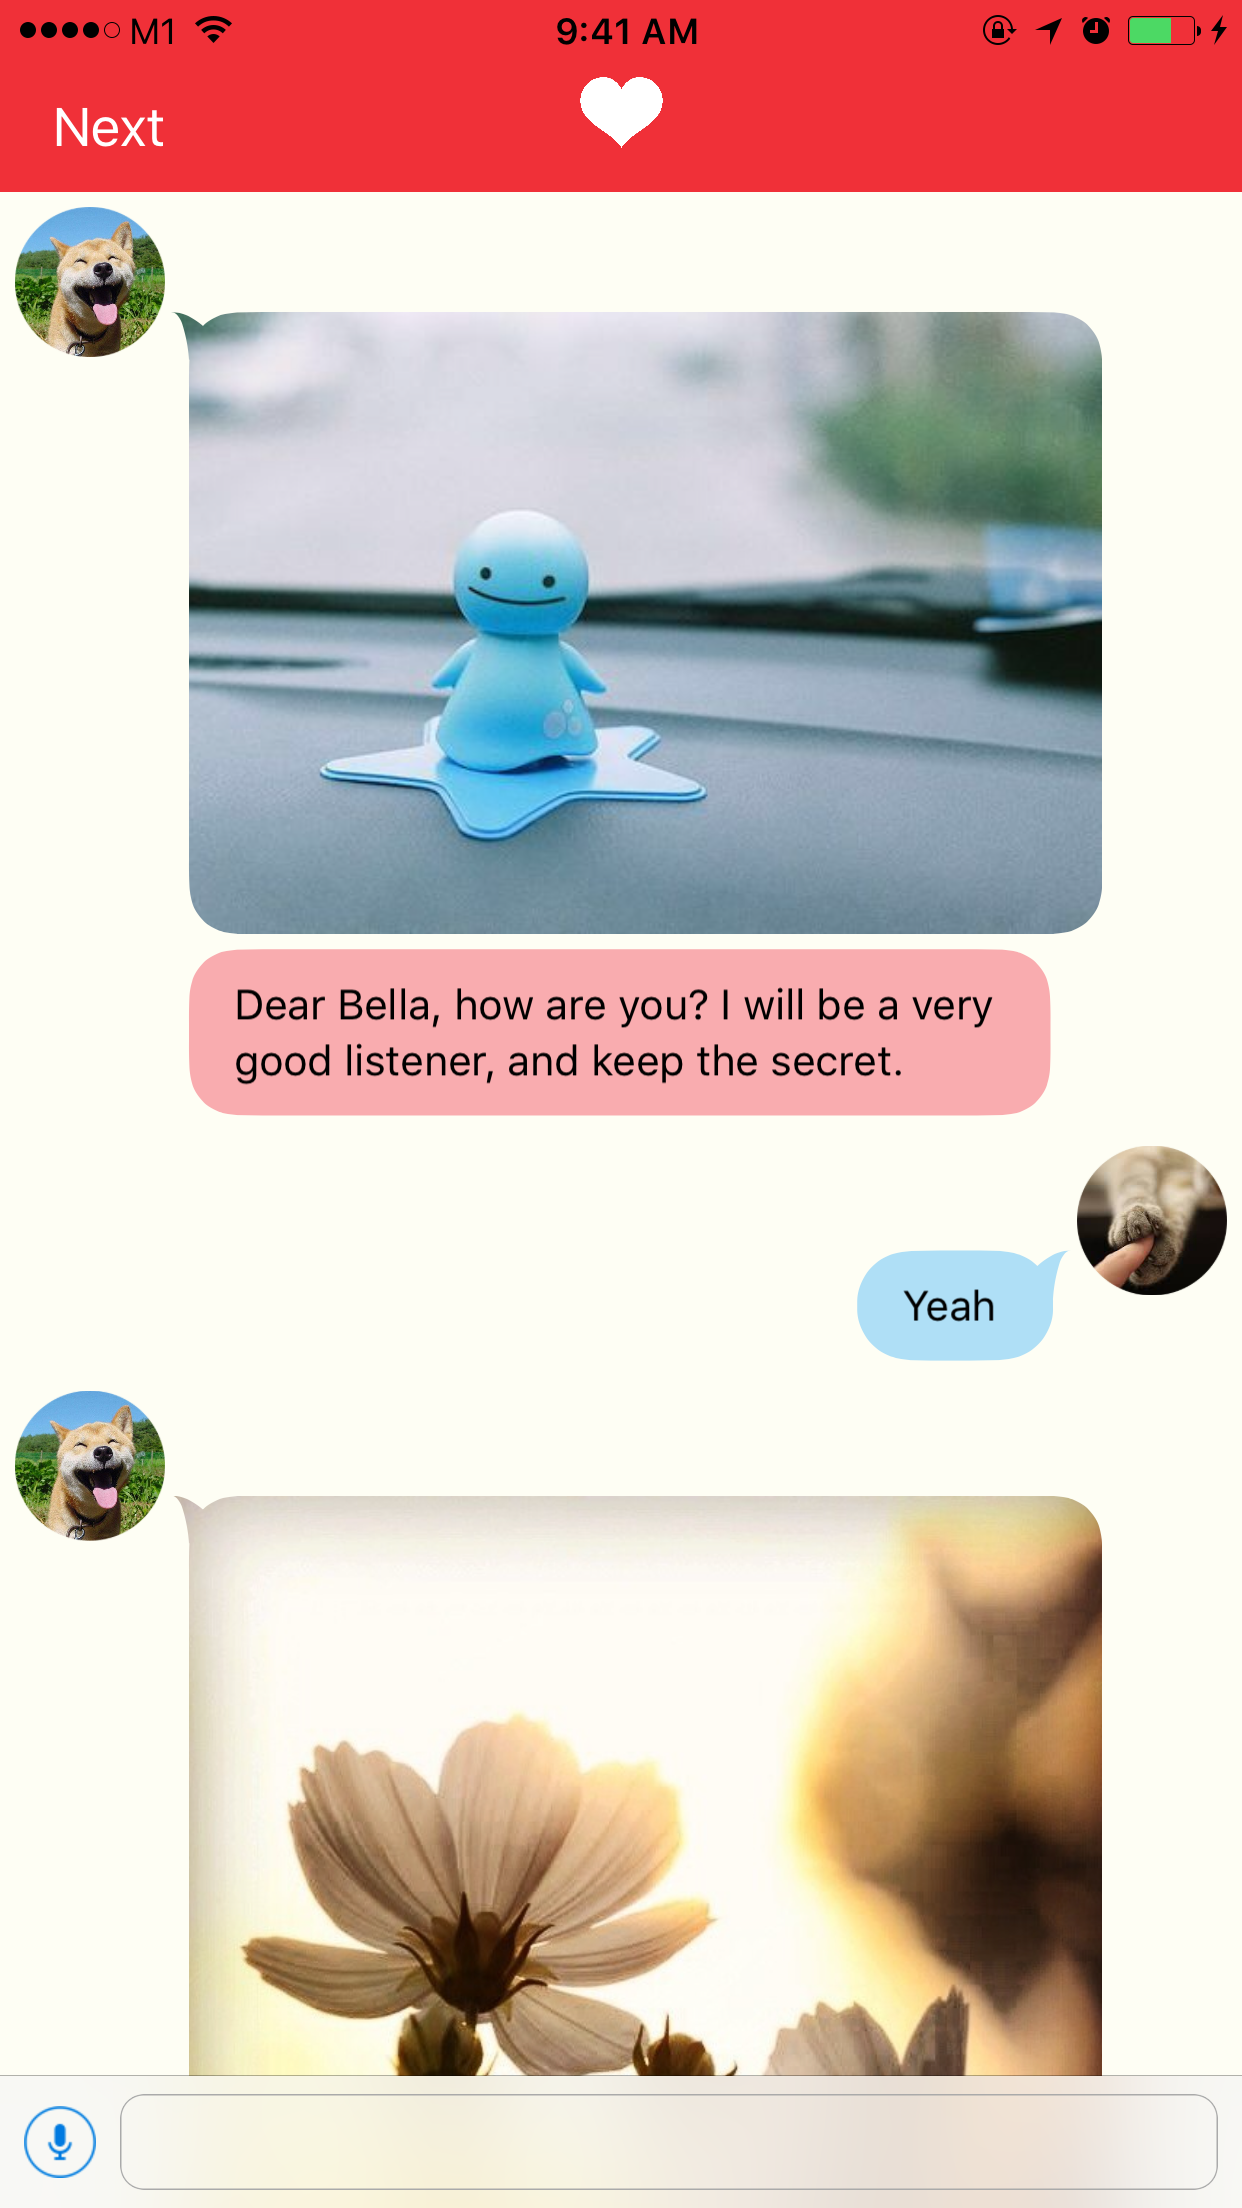 M1 9:41 AM
Next
Dear Bella, how are you? I will be a very
good listener, and keep the secret.
Yeah